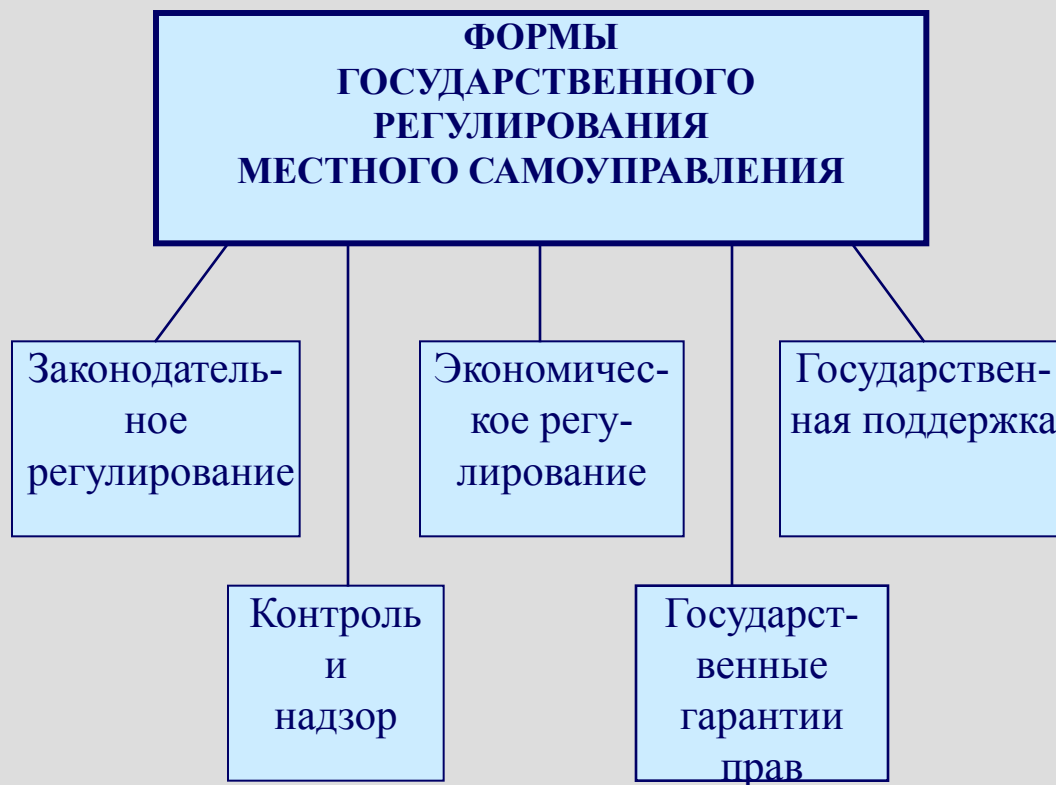 ФОРМЫ
ГОСУДАРСТВЕННОГО
РЕГУЛИРОВАНИЯ
МЕСТНОГО САМОУПРАВЛЕНИЯ
Законодатель-
ное
регулирование
Экономичес-
кое регу-
лирование
Государствен-
ная поддержка
Контроль
и
надзор
Государст-
венные
гарантии
прав